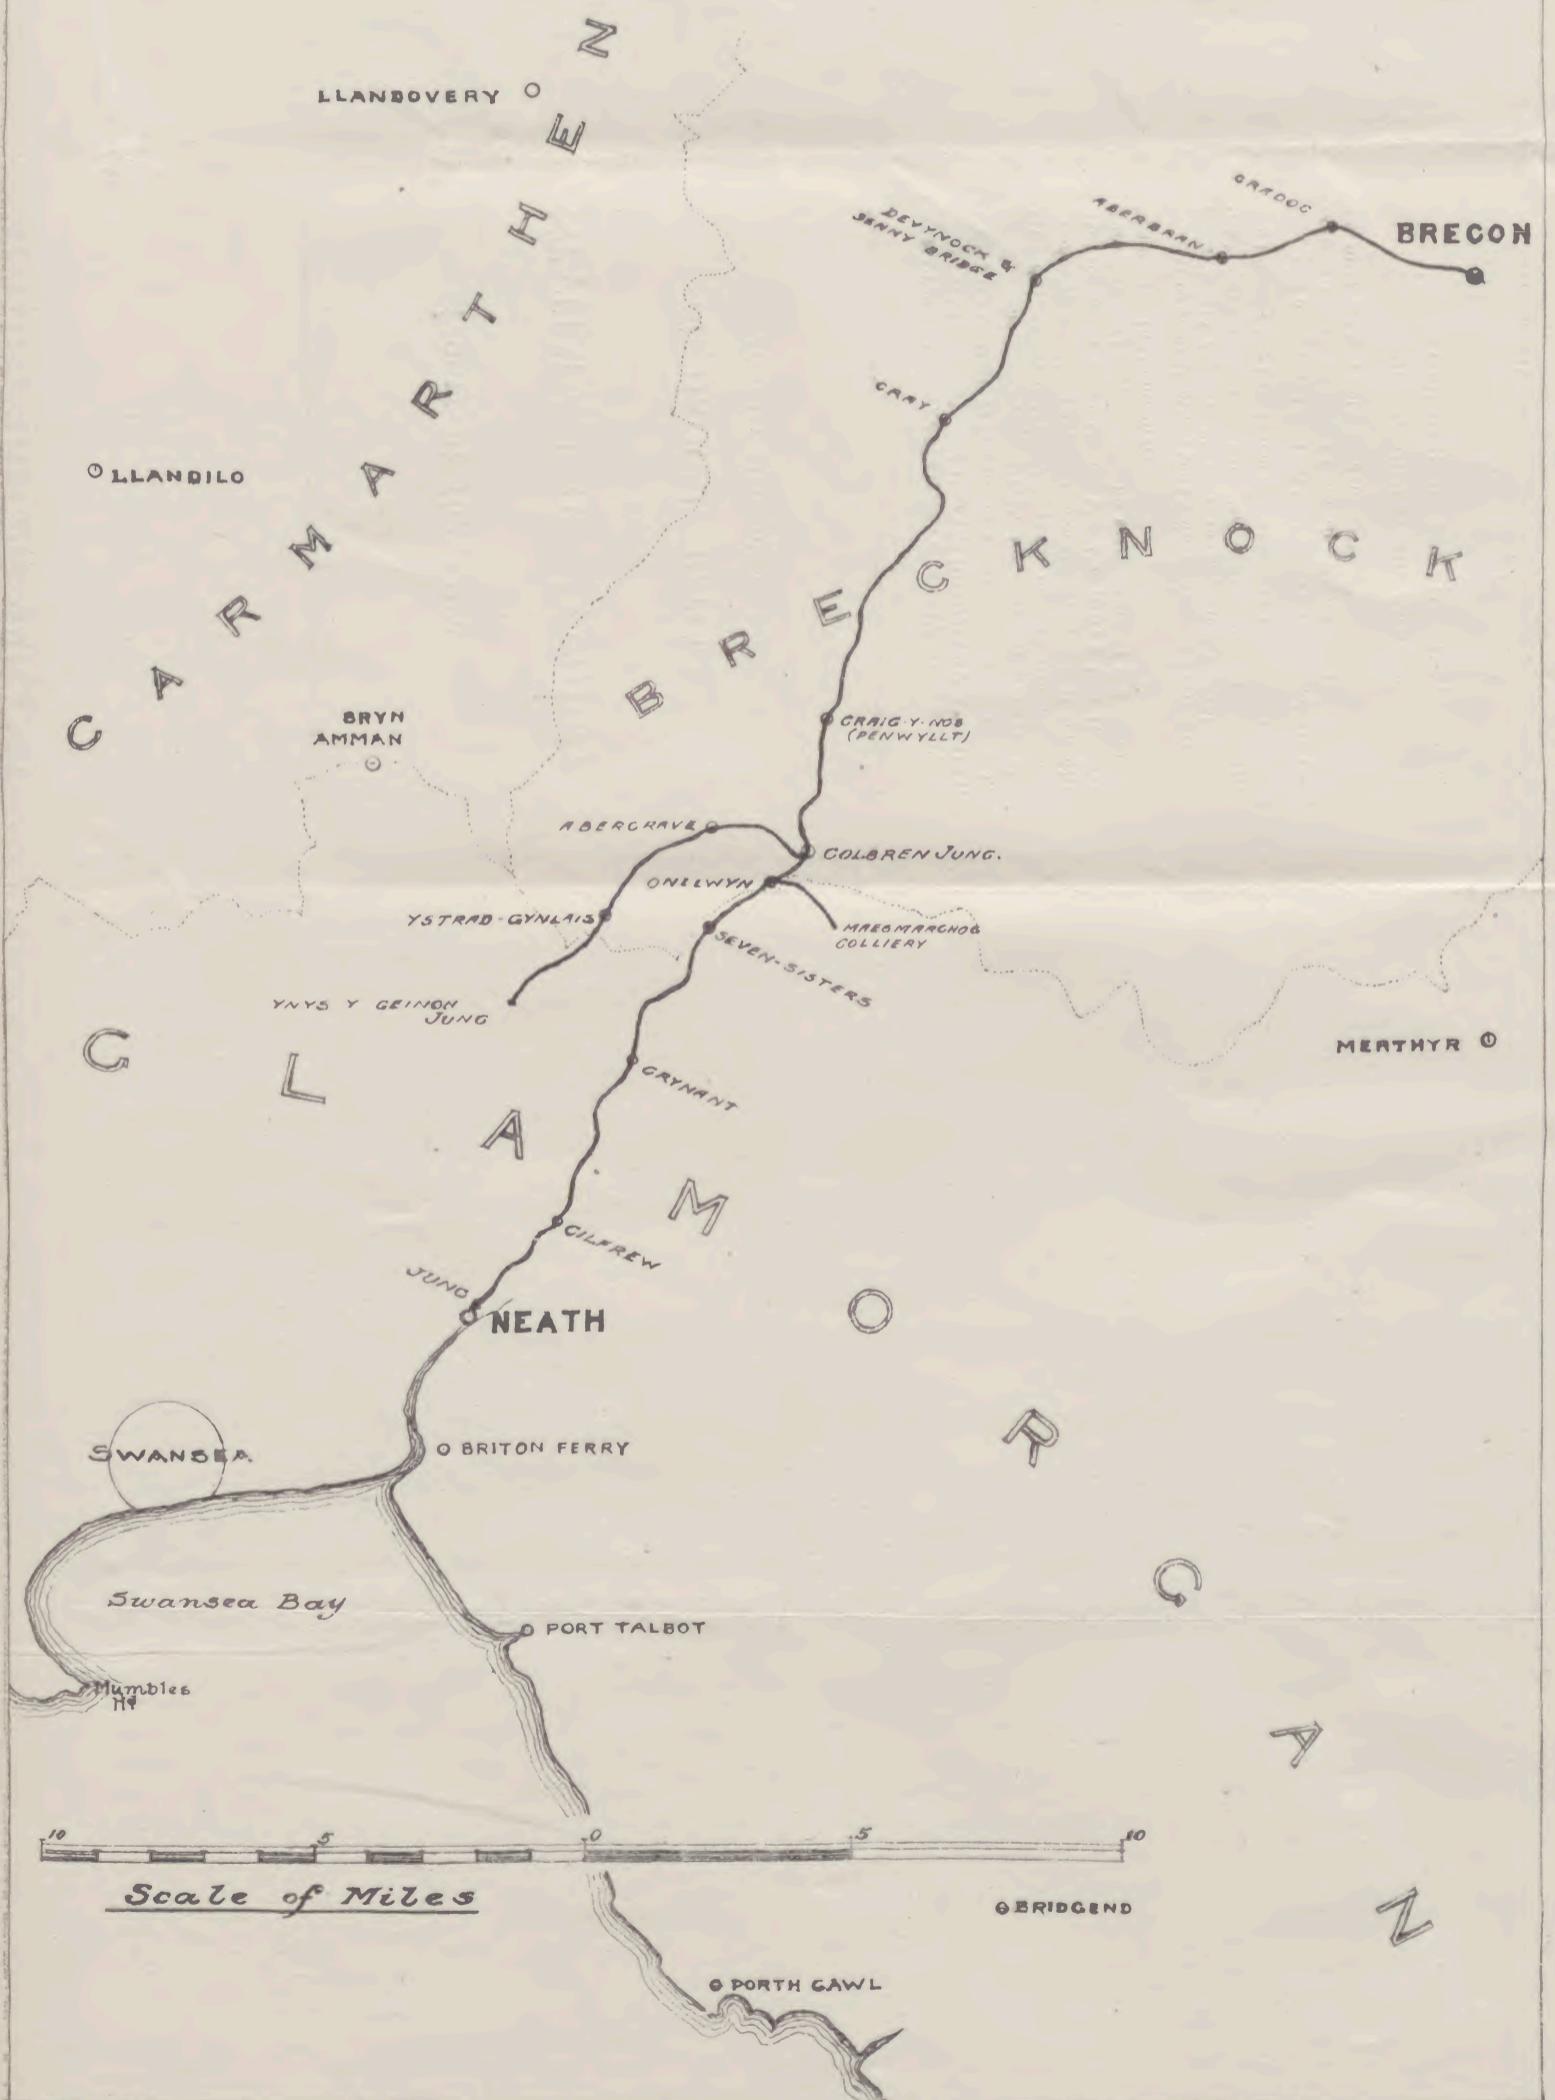 LLANDOVERY
CARMARTHEN
CRADOC
BRECON
ABERBRAN
DEVYNOCK &
SENNY BRIDGE
CRAY
LLANDILO
BRECKNOCK
BRYN
AMMAN
CRAIG-Y-NOS
(PENWYLLT)
ABERCRAVE
COLBREN JUNC.
ONLLWYN
YSTRAD-GYNLAIS
MAESMARCHOG
COLLIERY
SEVEN-SISTERS
YNYS Y GEINON
JUNC
MERTHYR
GLAMORGAN
CRYNANT
CILFREW
JUNC
NEATH
SWANSEA
BRITON FERRY
Swansea Bay
PORT TALBOT
Mumbles
Hd
10 5 0 5 10
Scale of Miles
BRIDGEND
PORTH CAWL